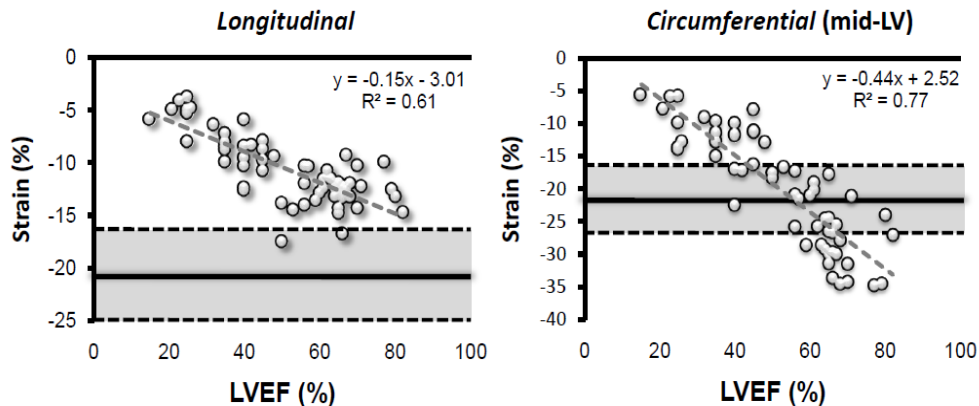 Longitudinal
0
-5
-10
-15
-20
-25
Strain (%)
y = -0.15x - 3.01
R² = 0.61
0 20 40 60 80 100
LVEF (%)
Circumferential (mid-LV)
0
-5
-10
-15
-20
-25
-30
-35
-40
Strain (%)
y = -0.44x + 2.52
R² = 0.77
0 20 40 60 80 100
LVEF (%)